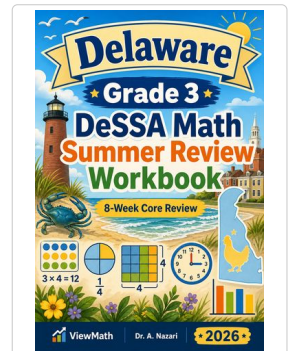 Delaware
Grade 3
DeSSA Math
Summer Review
Workbook
8-Week Core Review
3 × 4 = 12
1
4
4
4
ViewMath
Dr. A. Nazari
2026